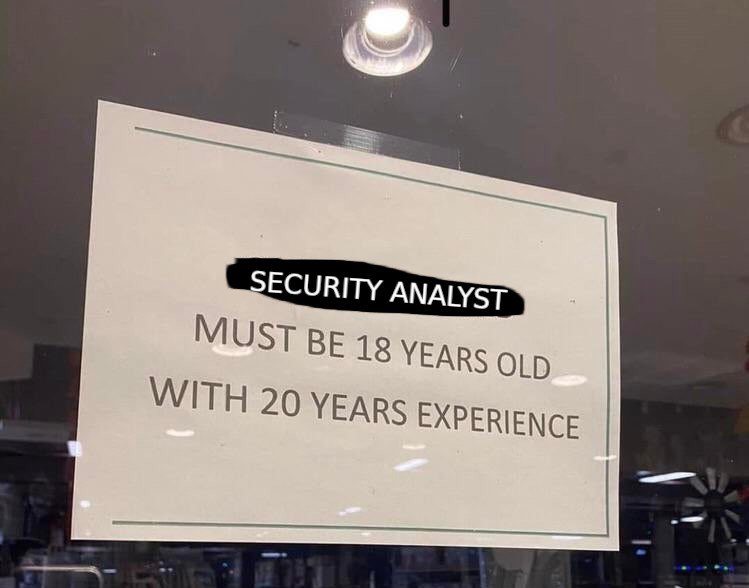 SECURITY ANALYST
MUST BE 18 YEARS OLD
WITH 20 YEARS EXPERIENCE